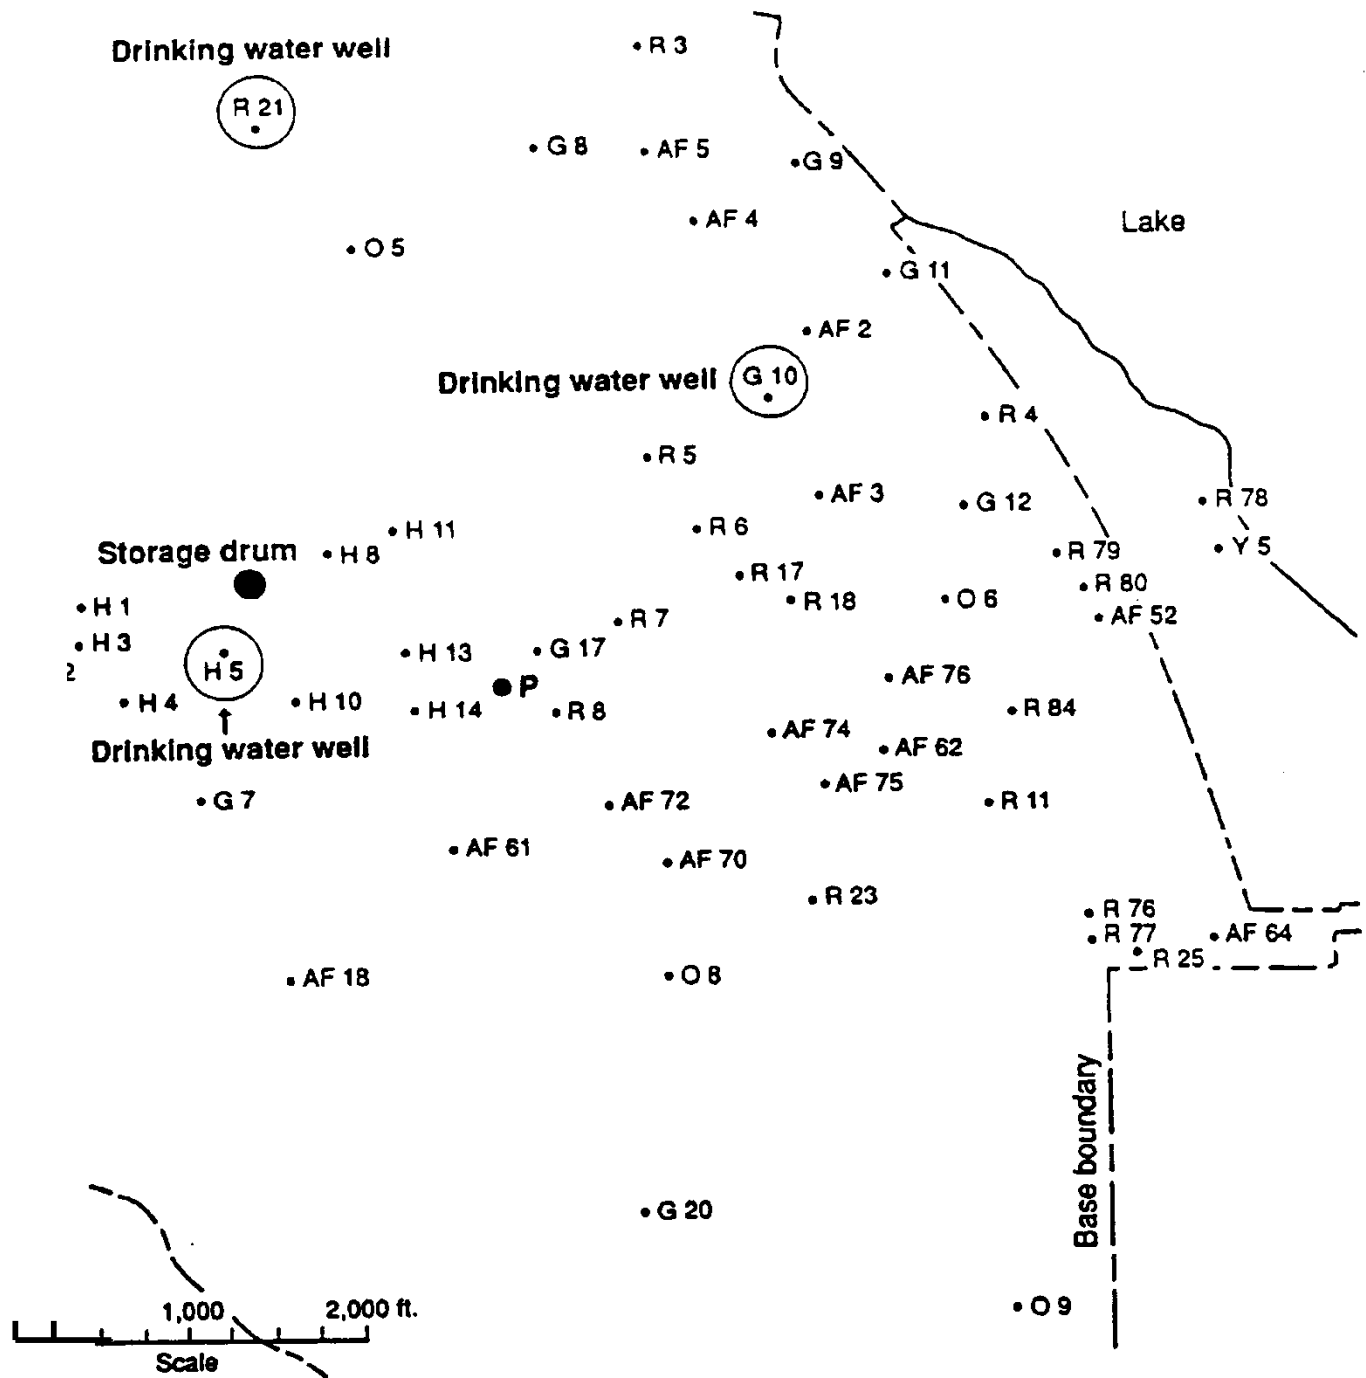 R 3
Drinking water well
R 21
G 8
AF 5
G 9
AF 4
Lake
O 5
G 11
AF 2
Drinking water well
G 10
R 4
R 5
AF 3
G 12
R 78
H 11
R 6
Storage drum
H 8
R 79
Y 5
R 17
R 80
H 1
R 18
O 6
AF 52
R 7
H 3
H 13
G 17
2
H 5
AF 76
P
H 4
H 10
H 14
R 8
R 84
AF 74
Drinking water well
AF 62
AF 75
G 7
AF 72
R 11
AF 61
AF 70
R 23
R 76
R 77
AF 64
R 25
AF 18
O 8
Base boundary
G 20
O 9
1,000
2,000 ft.
Scale